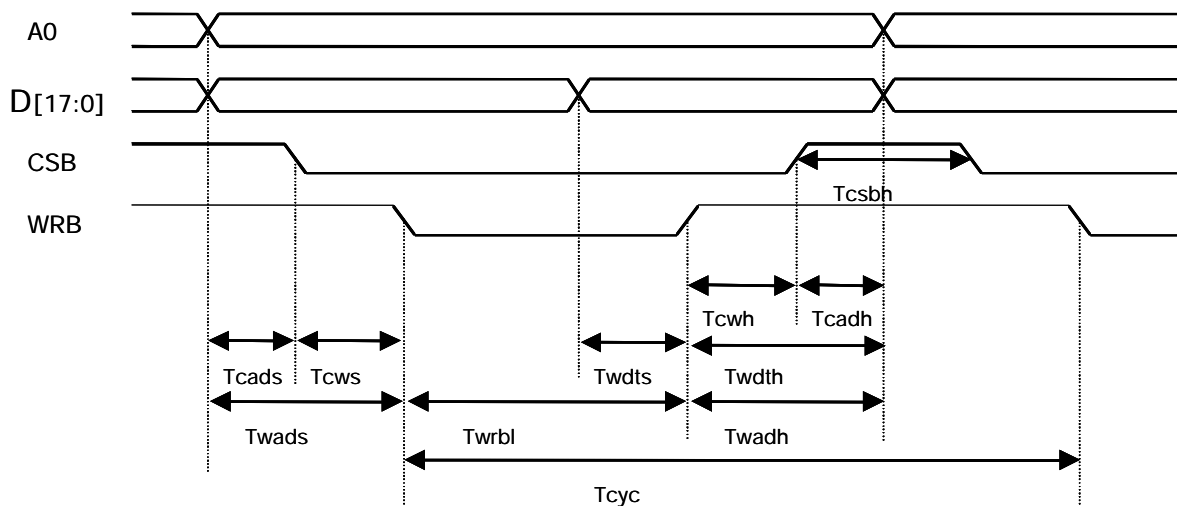 A0
D[17:0]
CSB
Tcsbh
WRB
Tcwh Tcadh
Tcads Tcws Twdts Twdth
Twads Twrbl Twadh
Tcyc